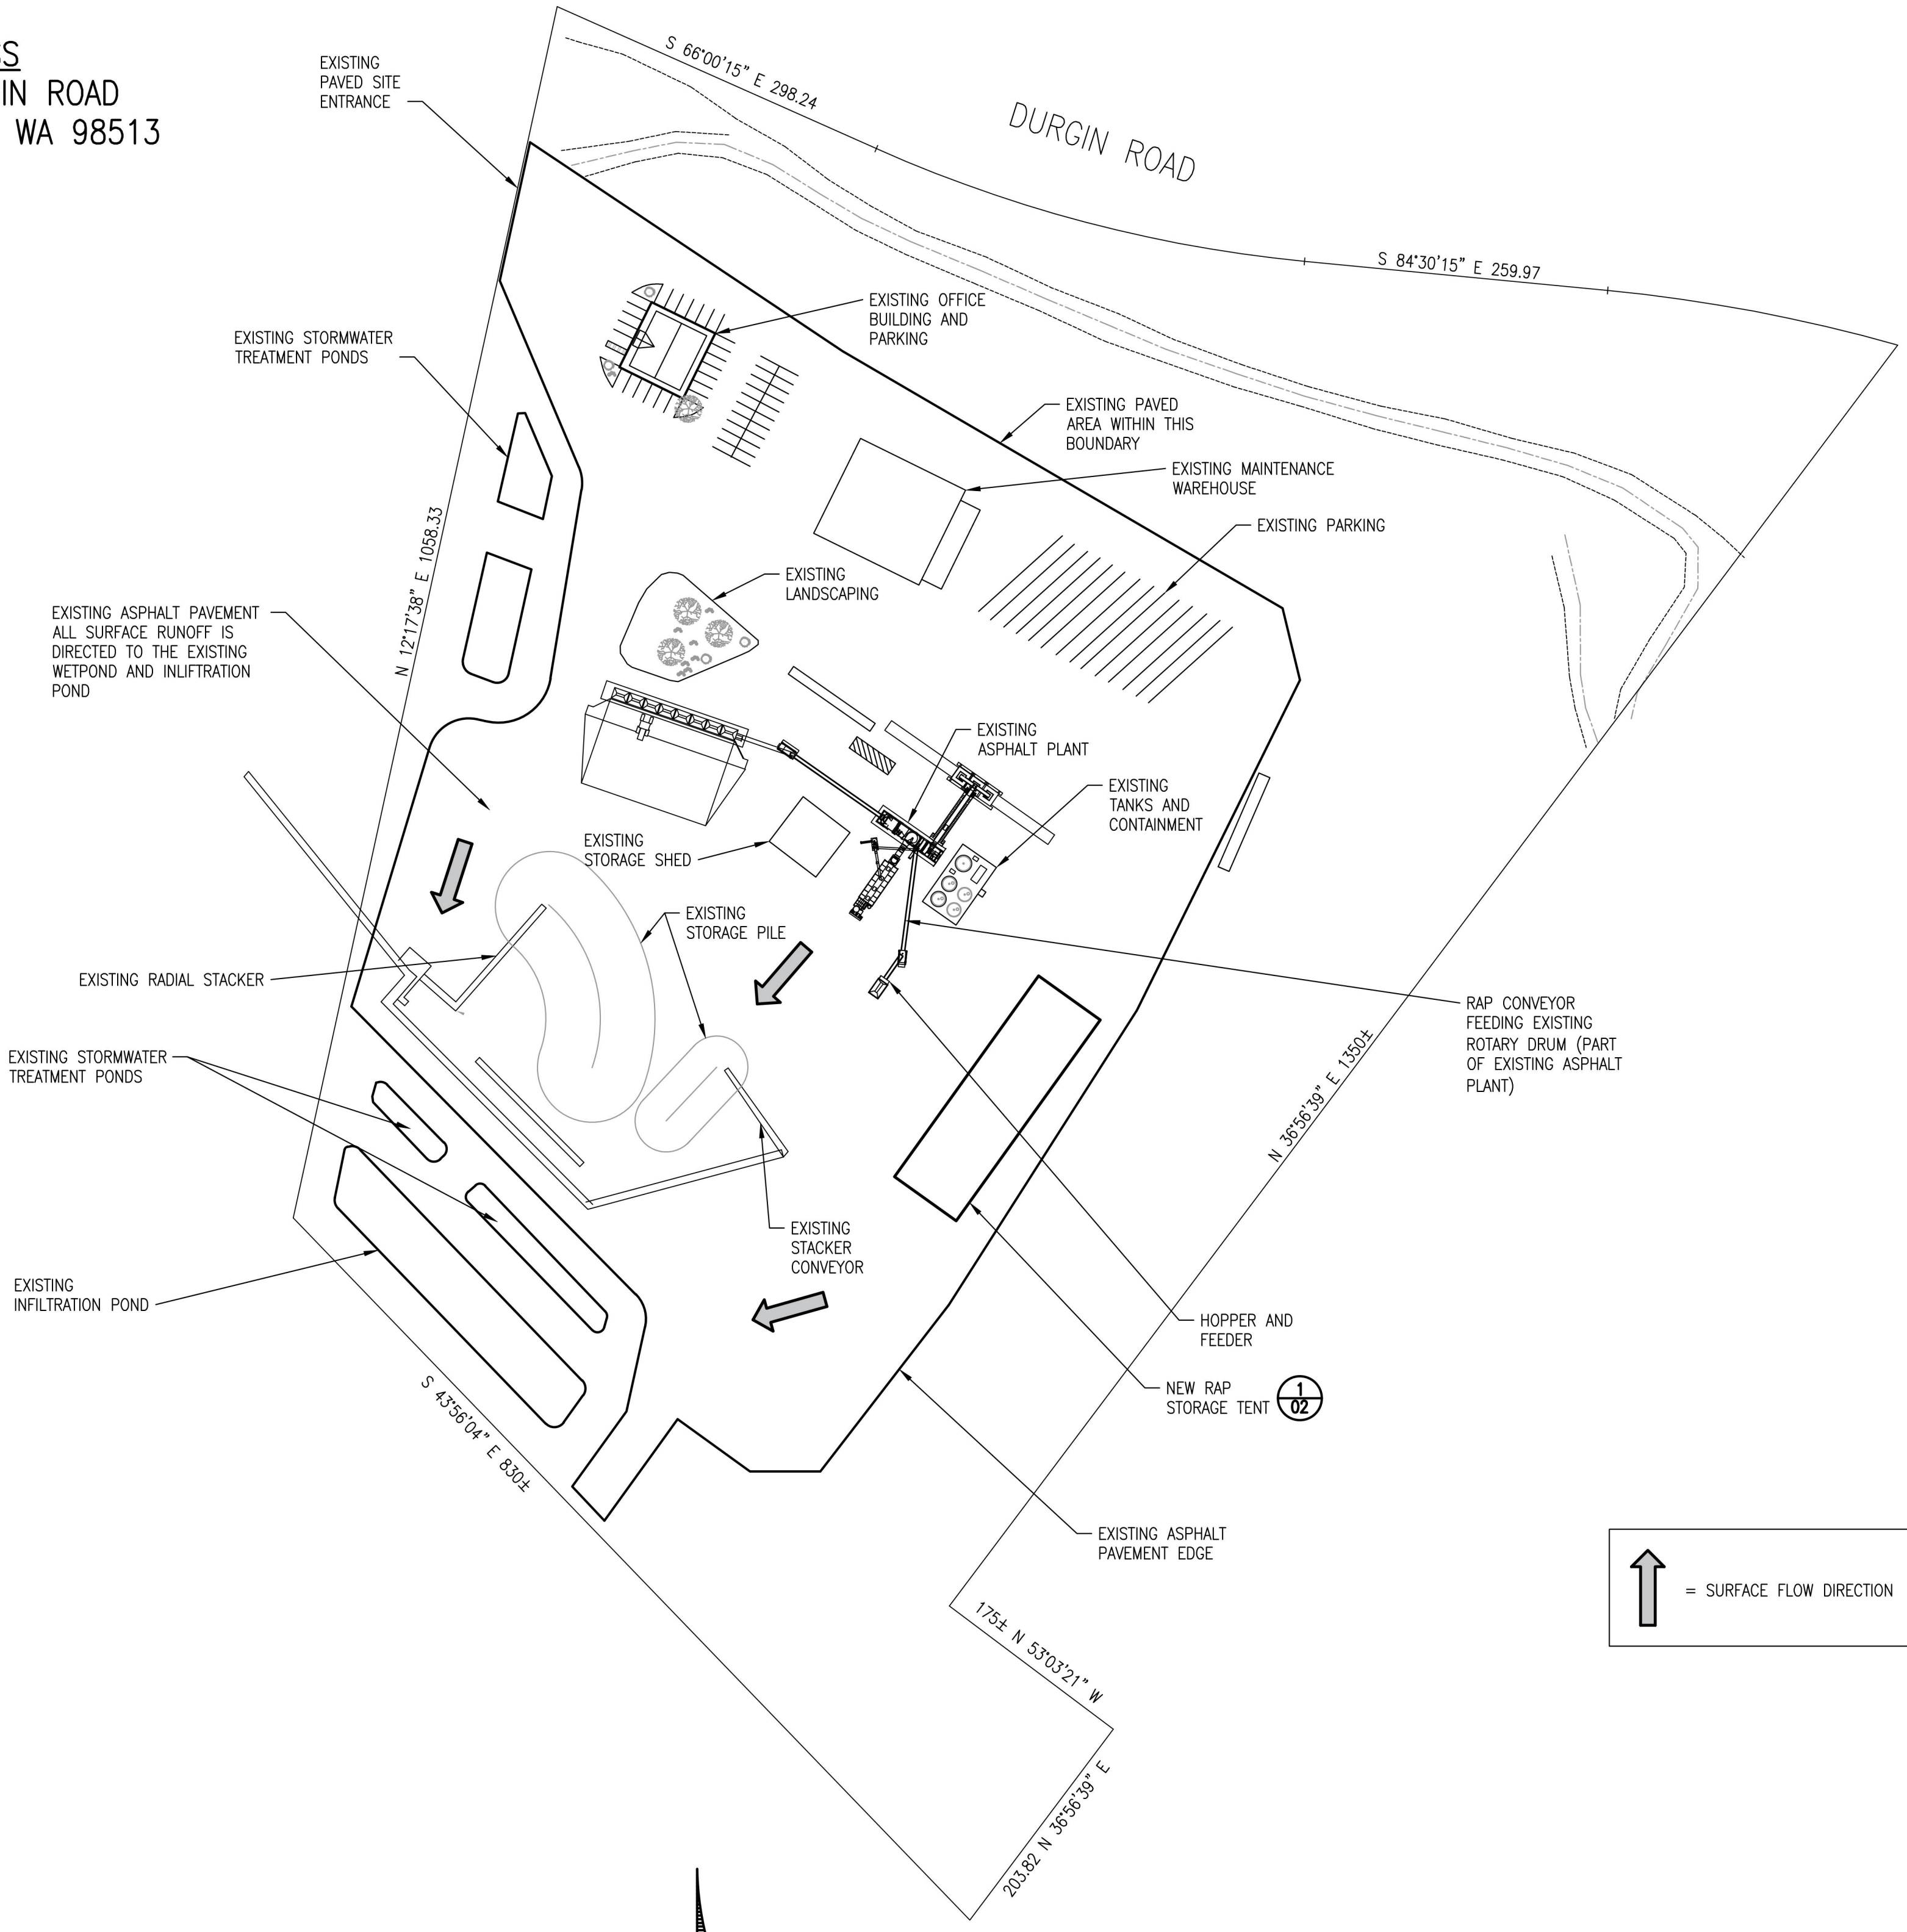 IN ROAD
WA 98513
EXISTING
PAVED SITE
ENTRANCE
S 66°00'15" E 298.24
DURGIN ROAD
S 84°30'15" E 259.97
EXISTING OFFICE
BUILDING AND
PARKING
EXISTING STORMWATER
TREATMENT PONDS
EXISTING PAVED
AREA WITHIN THIS
BOUNDARY
EXISTING MAINTENANCE
WAREHOUSE
EXISTING PARKING
N 12°17'38" E 1058.33
EXISTING
LANDSCAPING
EXISTING ASPHALT PAVEMENT
ALL SURFACE RUNOFF IS
DIRECTED TO THE EXISTING
WETPOND AND INLIFTRATION
POND
EXISTING
ASPHALT PLANT
EXISTING
TANKS AND
CONTAINMENT
EXISTING
STORAGE SHED
EXISTING
STORAGE PILE
EXISTING RADIAL STACKER
RAP CONVEYOR
FEEDING EXISTING
ROTARY DRUM (PART
OF EXISTING ASPHALT
PLANT)
EXISTING STORMWATER
TREATMENT PONDS
N 36°56'39" E 1350±
EXISTING
STACKER
CONVEYOR
EXISTING
INFILTRATION POND
HOPPER AND
FEEDER
NEW RAP
STORAGE TENT
1
02
S 43°56'04" E 830±
EXISTING ASPHALT
PAVEMENT EDGE
= SURFACE FLOW DIRECTION
175± N 53°03'21" W
203.82 N 36°56'39" E